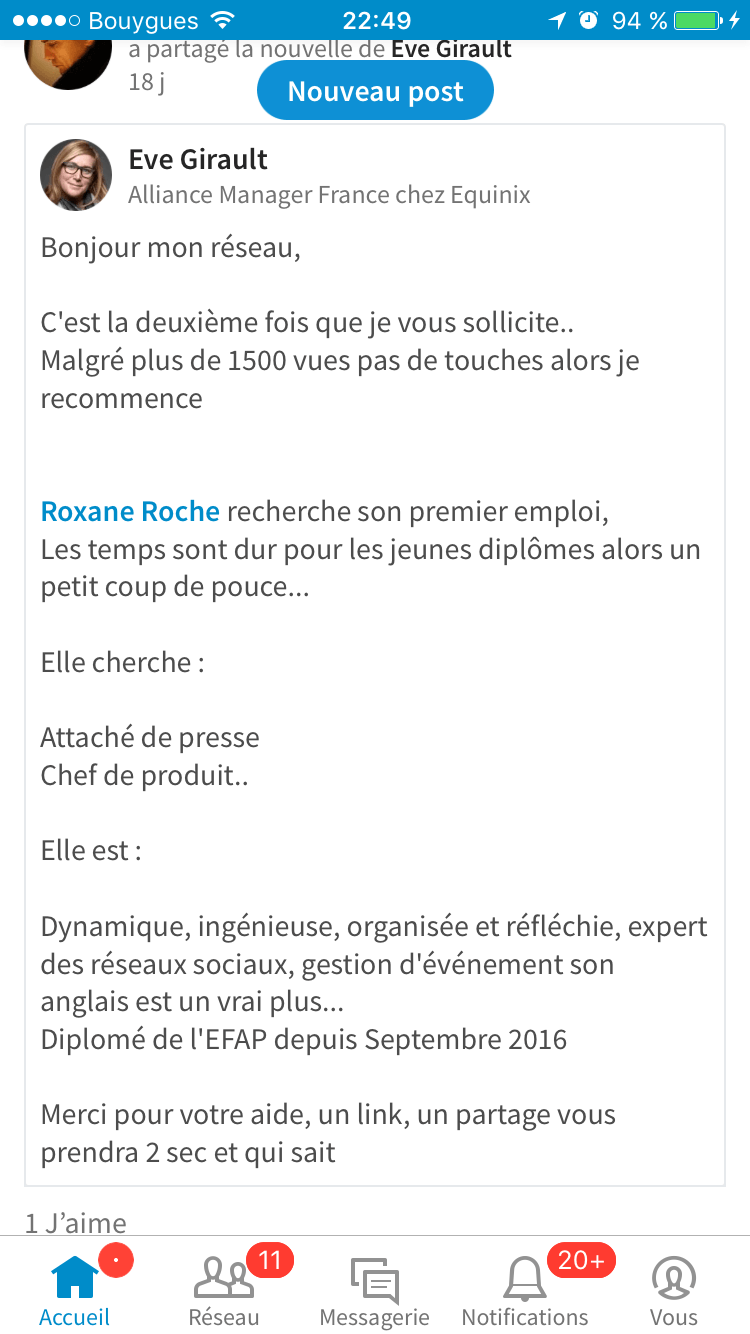 Bouygues 22:49 94 %
a partagé la nouvelle de Eve Girault
18 j
Nouveau post
Eve Girault
Alliance Manager France chez Equinix
Bonjour mon réseau,
C'est la deuxième fois que je vous sollicite..
Malgré plus de 1500 vues pas de touches alors je
recommence
Roxane Roche recherche son premier emploi,
Les temps sont dur pour les jeunes diplômes alors un
petit coup de pouce...
Elle cherche :
Attaché de presse
Chef de produit..
Elle est :
Dynamique, ingénieuse, organisée et réfléchie, expert
des réseaux sociaux, gestion d'événement son
anglais est un vrai plus...
Diplomé de l'EFAP depuis Septembre 2016
Merci pour votre aide, un link, un partage vous
prendra 2 sec et qui sait
1 J’aime
11 20+
Accueil Réseau Messagerie Notifications Vous